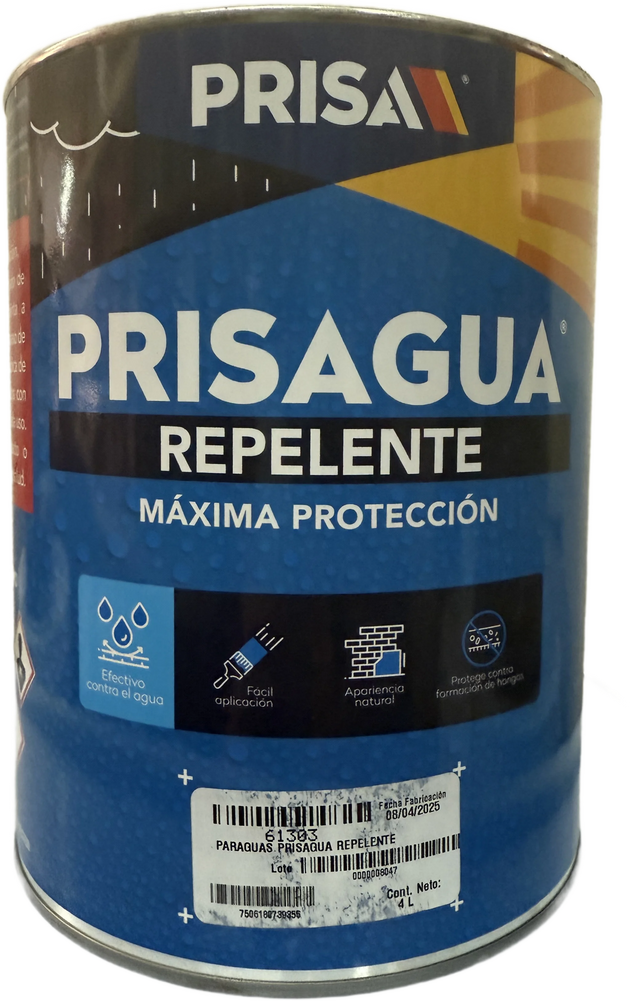 PRISA
PRISAGUA
REPELENTE
MÁXIMA PROTECCIÓN
Efectivo
contra el agua
Fácil
aplicación
Apariencia
natural
Protege contra
formación de hongos
Fecha Fabricación
08/04/2025
61303
PARAGUAS PRISAGUA REPELENTE
Lote
0000008047
Cont. Neto:
4 L